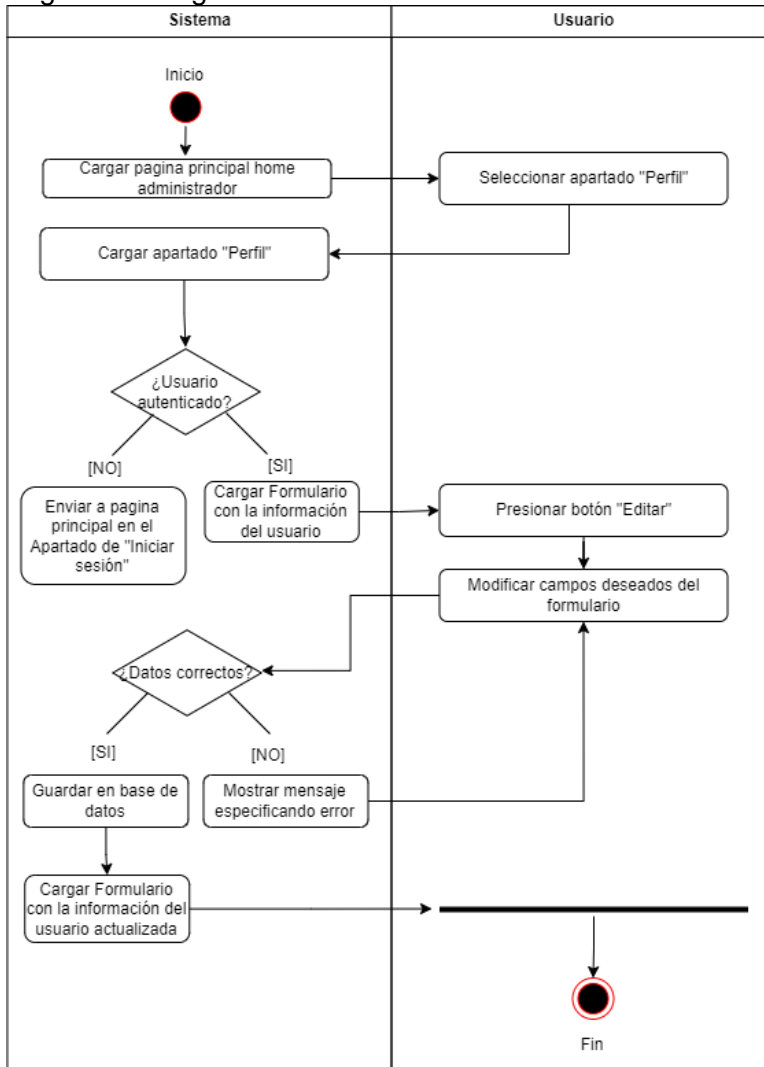 Sistema
Usuario
Inicio
Cargar pagina principal home
administrador
Seleccionar apartado "Perfil"
Cargar apartado "Perfil"
¿Usuario
autenticado?
[NO]
[SI]
Enviar a pagina
principal en el
Apartado de "Iniciar
sesión"
Cargar Formulario
con la información
del usuario
Presionar botón "Editar"
Modificar campos deseados del
formulario
¿Datos correctos?
[SI]
[NO]
Guardar en base de
datos
Mostrar mensaje
especificando error
Cargar Formulario
con la información del
usuario actualizada
Fin